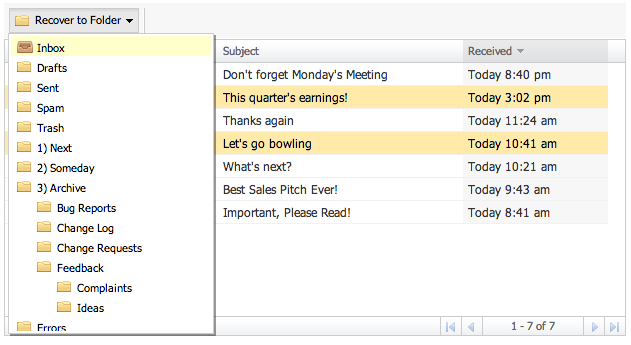 Recover to Folder
Subject Received
Inbox
Drafts
Sent
Spam
Trash
1) Next
2) Someday
3) Archive
Bug Reports
Change Log
Change Requests
Feedback
Complaints
Ideas
Errors
Don't forget Monday's Meeting Today 8:40 pm
This quarter's earnings! Today 3:02 pm
Thanks again Today 11:24 am
Let's go bowling Today 10:41 am
What's next? Today 10:21 am
Best Sales Pitch Ever! Today 9:43 am
Important, Please Read! Today 8:41 am
1 - 7 of 7